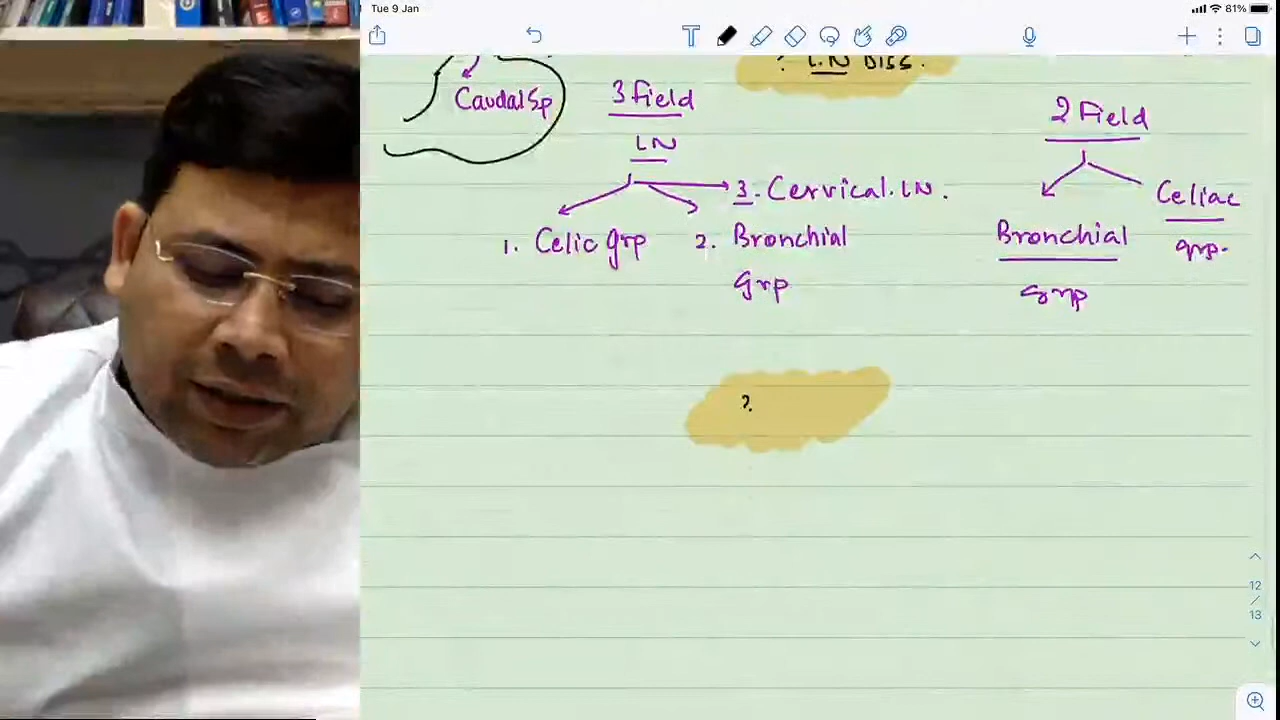 Tue 9 Jan
81%
? L.N DISS.
Caudal Sp
3 field
LN
3. Cervical. LN.
1. Celic grp
2. Bronchial
grp
2 Field
Celiac
grp.
Bronchial
grp
?
12
/
13